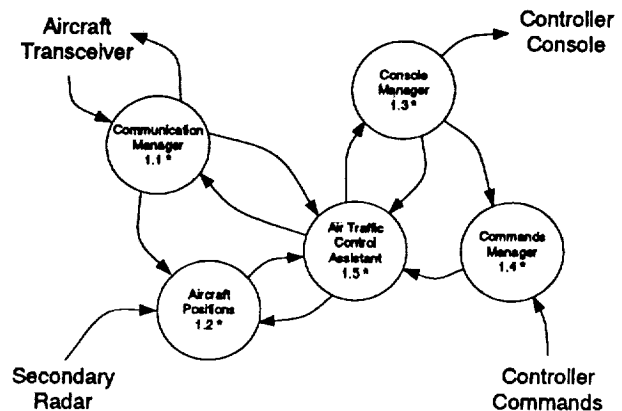 Aircraft
Transceiver
Controller
Console
Console
Manager
1.3 *
Communication
Manager
1.1 *
Air Traffic
Control
Assistant
1.5 *
Commands
Manager
1.4 *
Aircraft
Positions
1.2 *
Secondary
Radar
Controller
Commands